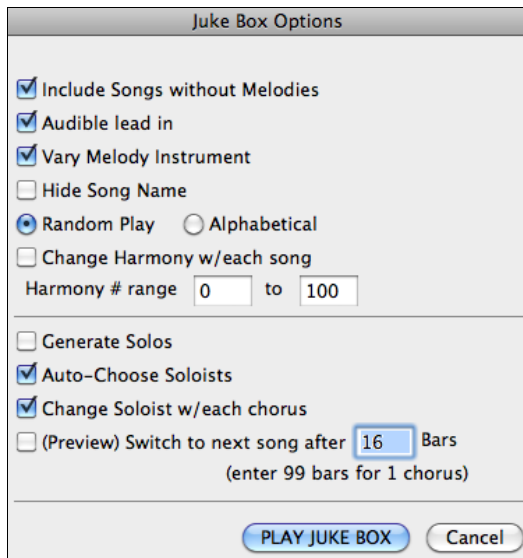 Juke Box Options
Include Songs without Melodies
Audible lead in
Vary Melody Instrument
Hide Song Name
Random Play Alphabetical
Change Harmony w/each song
Harmony # range 0 to 100
Generate Solos
Auto-Choose Soloists
Change Soloist w/each chorus
(Preview) Switch to next song after 16 Bars
(enter 99 bars for 1 chorus)
PLAY JUKE BOX Cancel